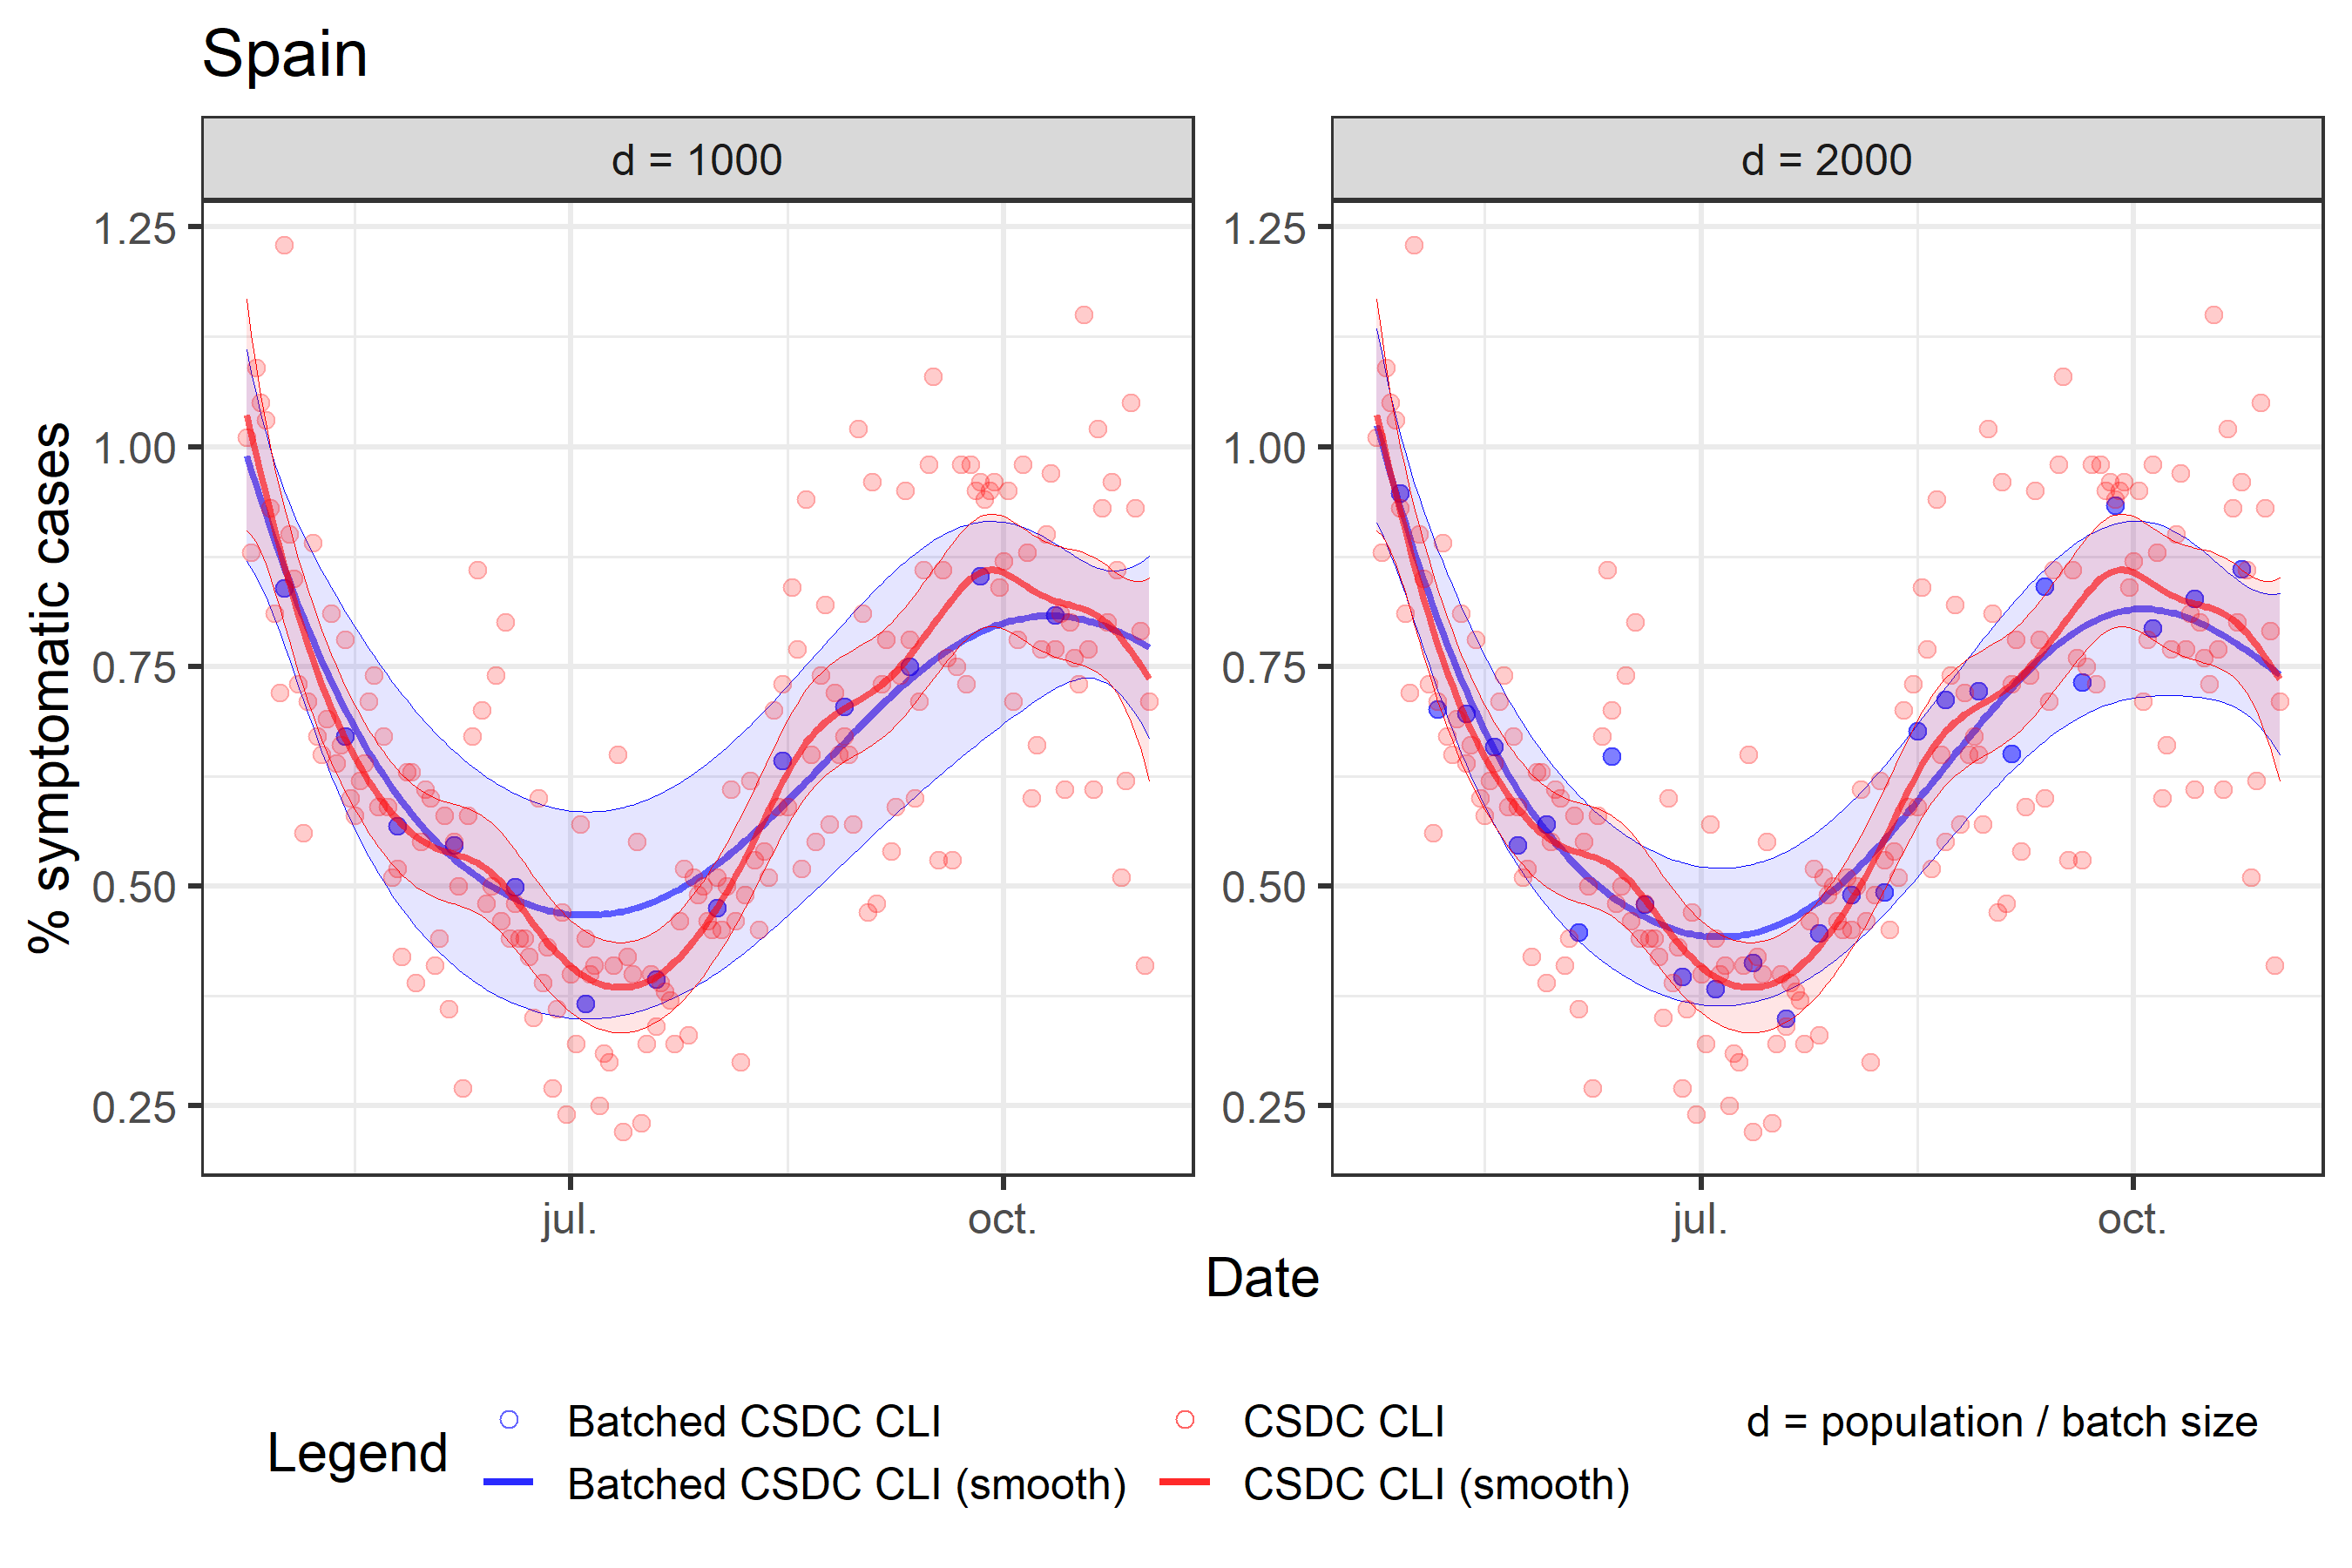 Spain
d = 1000
d = 2000
1.25
1.00
0.75
0.50
0.25
1.25
1.00
0.75
0.50
0.25
% symptomatic cases
jul.
oct.
jul.
oct.
Date
Legend
Batched CSDC CLI
CSDC CLI
d = population / batch size
Batched CSDC CLI (smooth)
CSDC CLI (smooth)